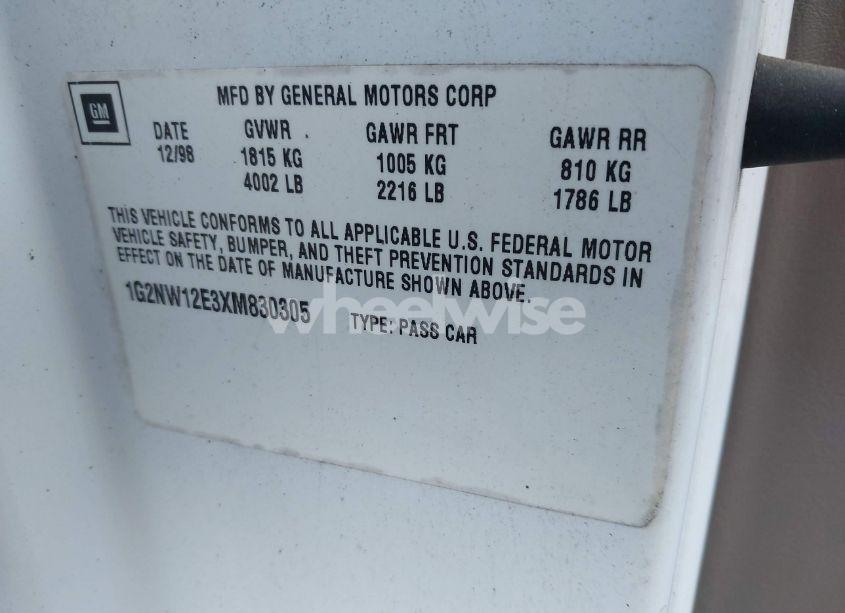 GM
MFD BY GENERAL MOTORS CORP
DATE GVWR GAWR FRT GAWR RR
12/98 1815 KG 1005 KG 810 KG
4002 LB 2216 LB 1786 LB
THIS VEHICLE CONFORMS TO ALL APPLICABLE U.S. FEDERAL MOTOR
VEHICLE SAFETY, BUMPER, AND THEFT PREVENTION STANDARDS IN
EFFECT ON THE DATE OF MANUFACTURE SHOWN ABOVE.
1G2NW12E3XM830305 TYPE: PASS CAR
wheelwise